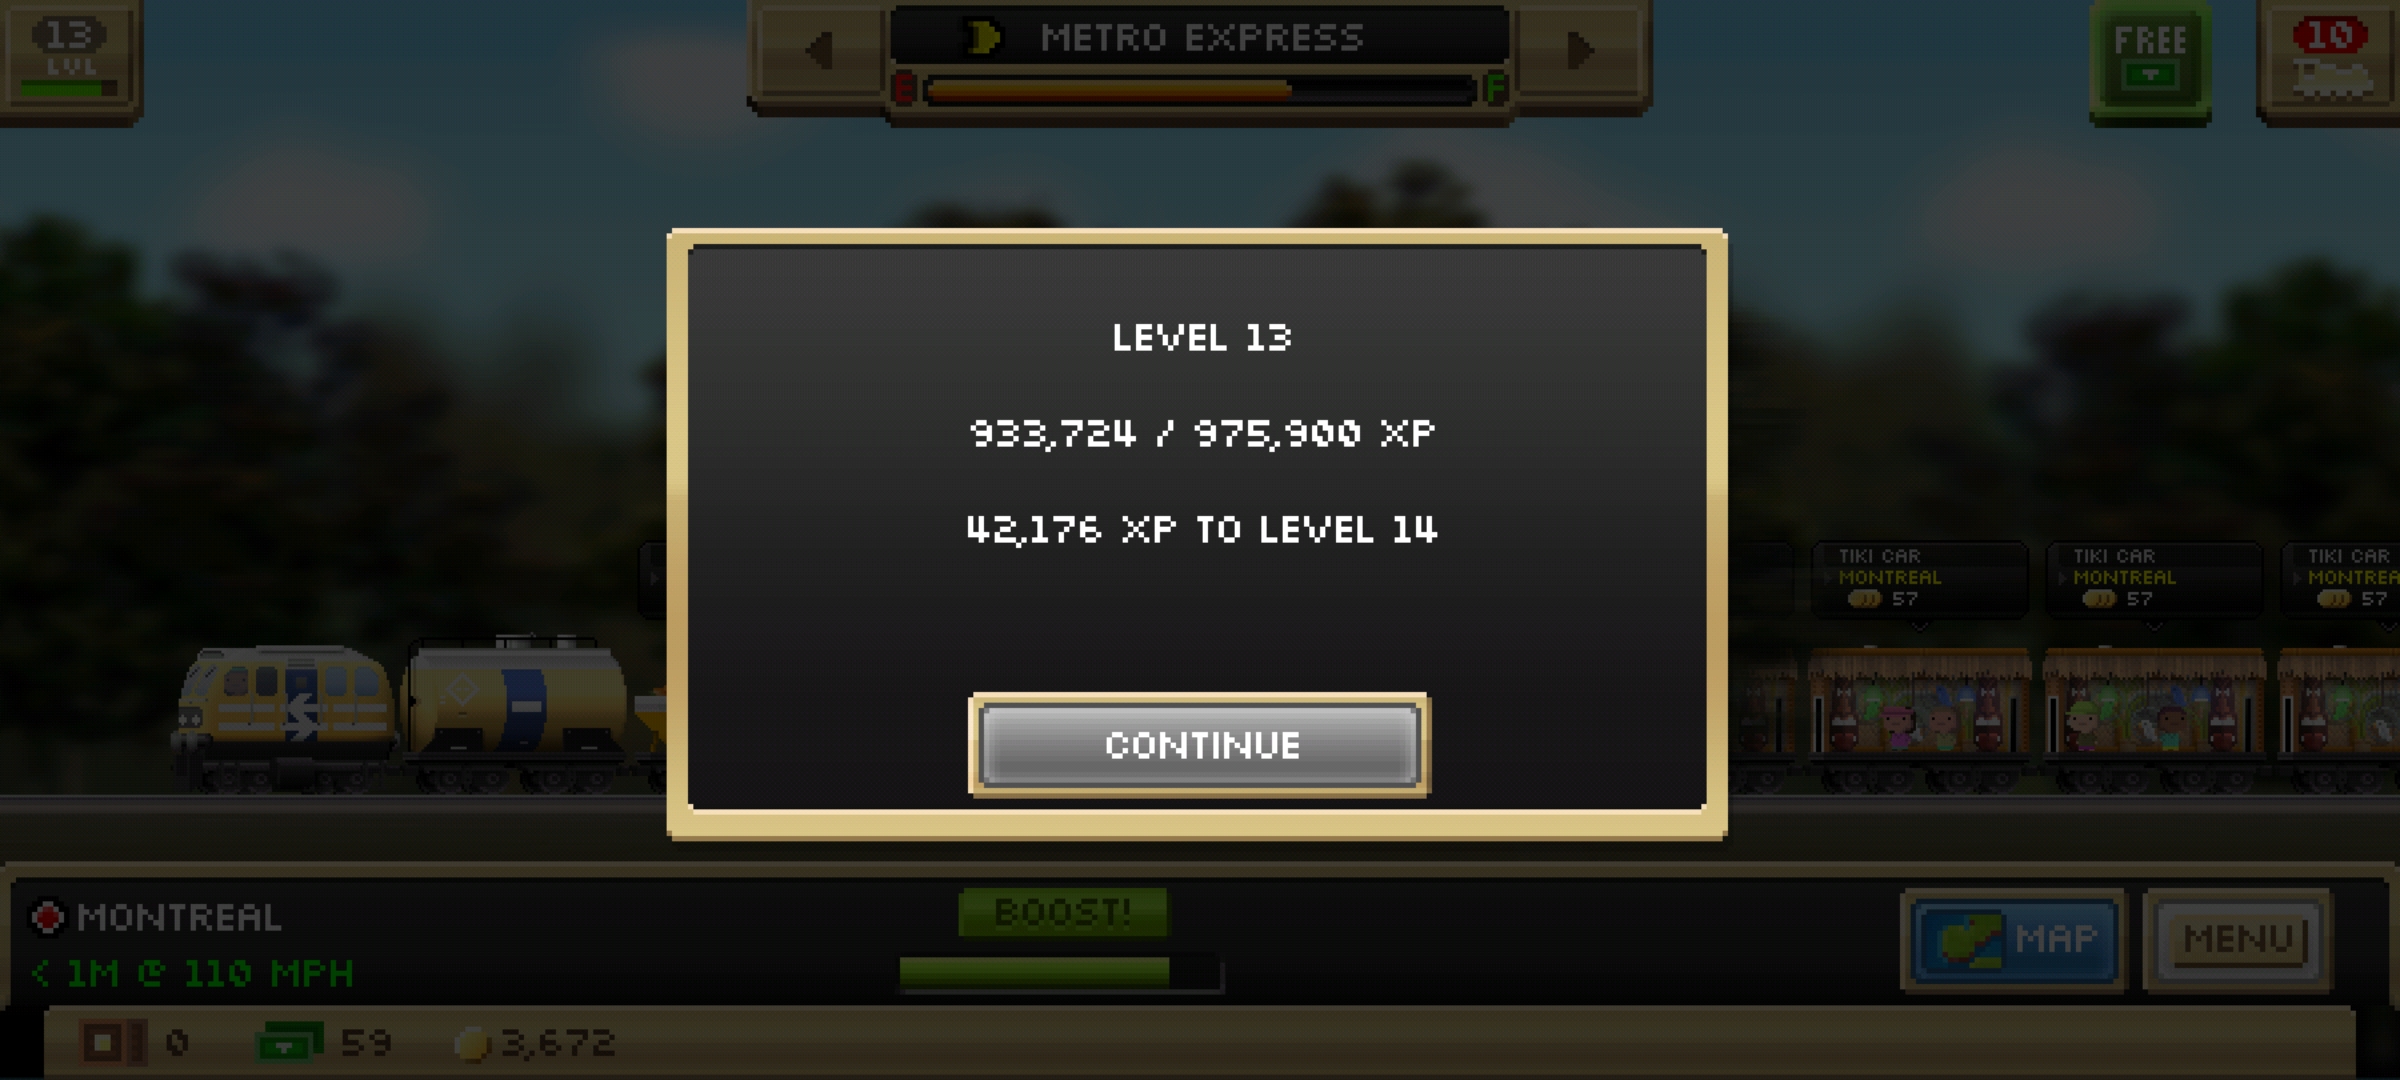 13
LVL
METRO EXPRESS
E F
FREE
10
LEVEL 13
933,724 / 975,900 XP
42,176 XP TO LEVEL 14
CONTINUE
TIKI CAR
MONTREAL
57
TIKI CAR
MONTREAL
57
TIKI CAR
MONTREA
57
MONTREAL
< 1M @ 110 MPH
BOOST!
MAP
MENU
0 59 3,672